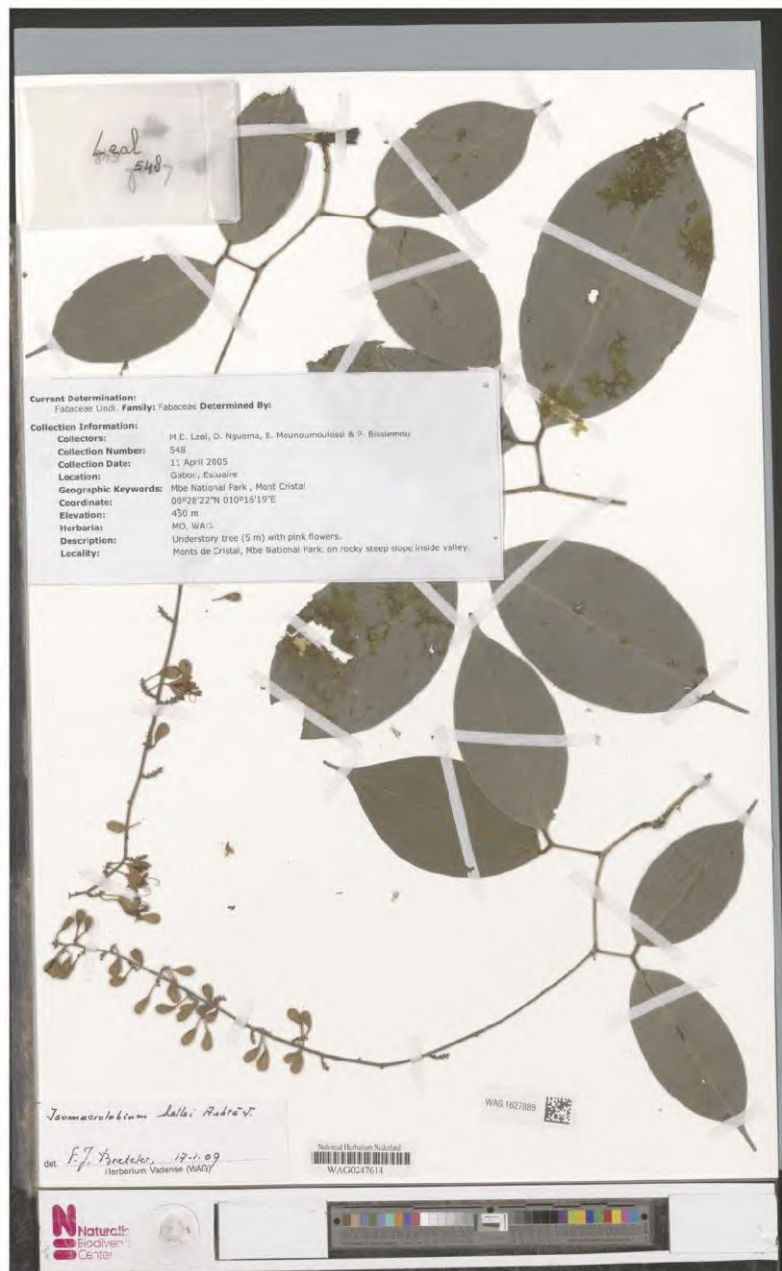 Leal
548
Current Determination:
Fabaceae Lindl. Family: Fabaceae Determined By:
Collection Information:
Collectors: M.E. Leal, D. Nguema, E. Mounoumoulossi & P. Bissiemou
Collection Number: 548
Collection Date: 11 April 2005
Location: Gabon, Estuaire
Geographic Keywords: Mbe National Park , Mont Cristal
Coordinate: 00°28'22"N 010°16'19"E
Elevation: 450 m
Herbaria: MO, WAG
Description: Understory tree (5 m) with pink flowers.
Locality: Monts de Cristal, Mbe National Park, on rocky steep slope inside valley.
WAG.1627889
Isomacrolobium hallei Aubrév.
det. F.J. Breteler, 17-1-09
Herbarium Vadense (WAG)
National Herbarium Nederland
WAG0247614
Naturalis
Biodiversity
Center